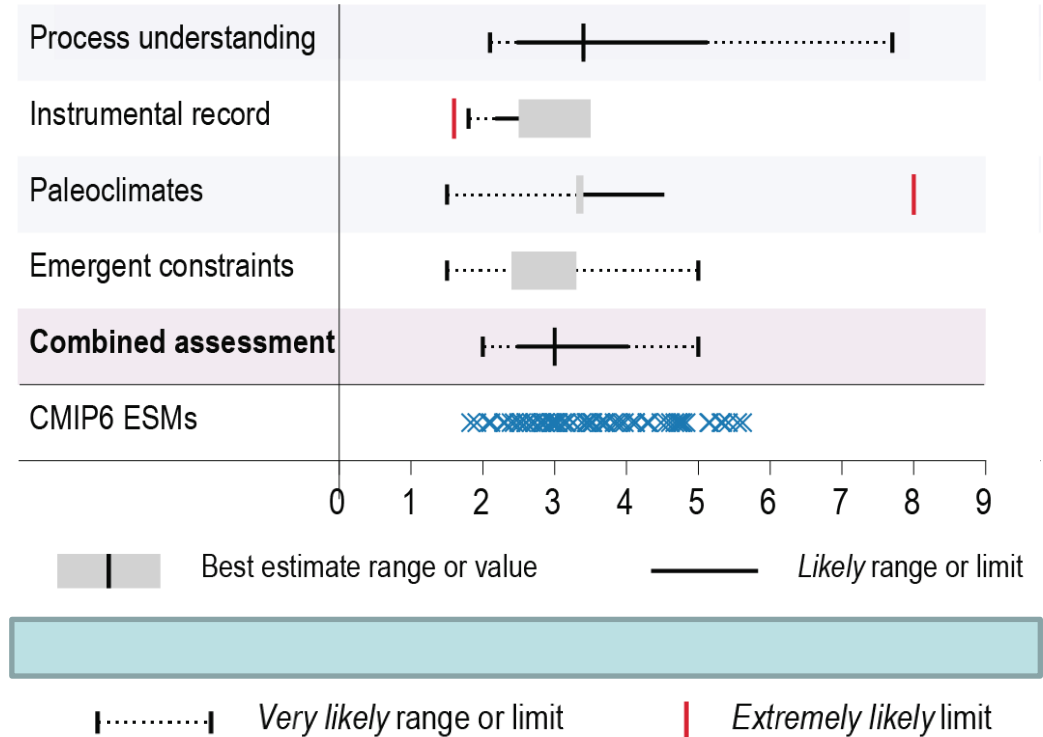 Process understanding
Instrumental record
Paleoclimates
Emergent constraints
Combined assessment
CMIP6 ESMs
0 1 2 3 4 5 6 7 8 9
Best estimate range or value Likely range or limit
Very likely range or limit Extremely likely limit